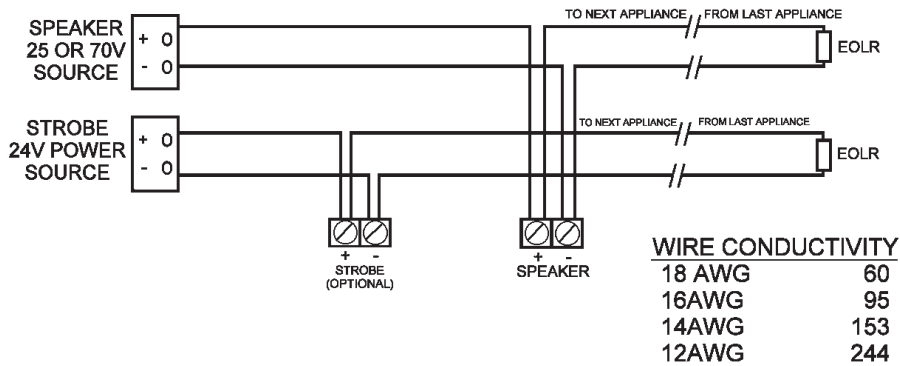 SPEAKER
25 OR 70V
SOURCE
+ O
- O
TO NEXT APPLIANCE
FROM LAST APPLIANCE
EOLR
STROBE
24V POWER
SOURCE
+ O
- O
TO NEXT APPLIANCE
FROM LAST APPLIANCE
EOLR
+ -
STROBE
(OPTIONAL)
+ -
SPEAKER
WIRE CONDUCTIVITY
18 AWG 60
16AWG 95
14AWG 153
12AWG 244